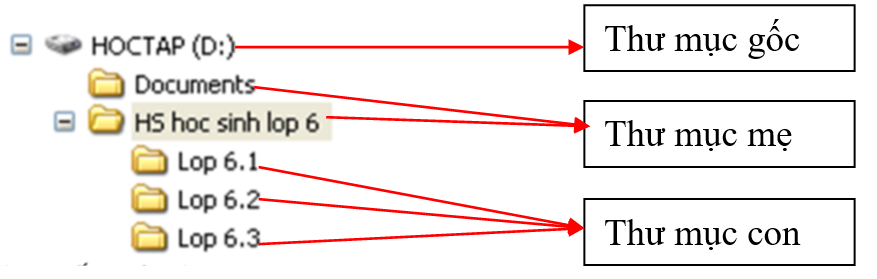 HOCTAP (D:)
Thư mục gốc
Documents
HS hoc sinh lop 6
Thư mục mẹ
Lop 6.1
Lop 6.2
Lop 6.3
Thư mục con